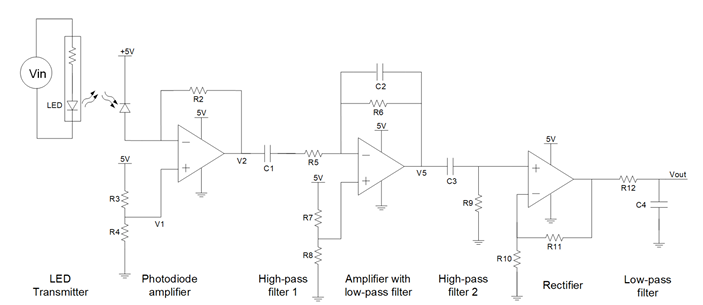 +5V
Vin
LED
R2
5V
V2
C1
5V
R3
R4
V1
C2
R6
5V
R5
V5
5V
R7
R8
C3
R9
5V
R10
R11
R12
Vout
C4
LED
Transmitter
Photodiode
amplifier
High-pass
filter 1
Amplifier with
low-pass filter
High-pass
filter 2
Rectifier
Low-pass
filter